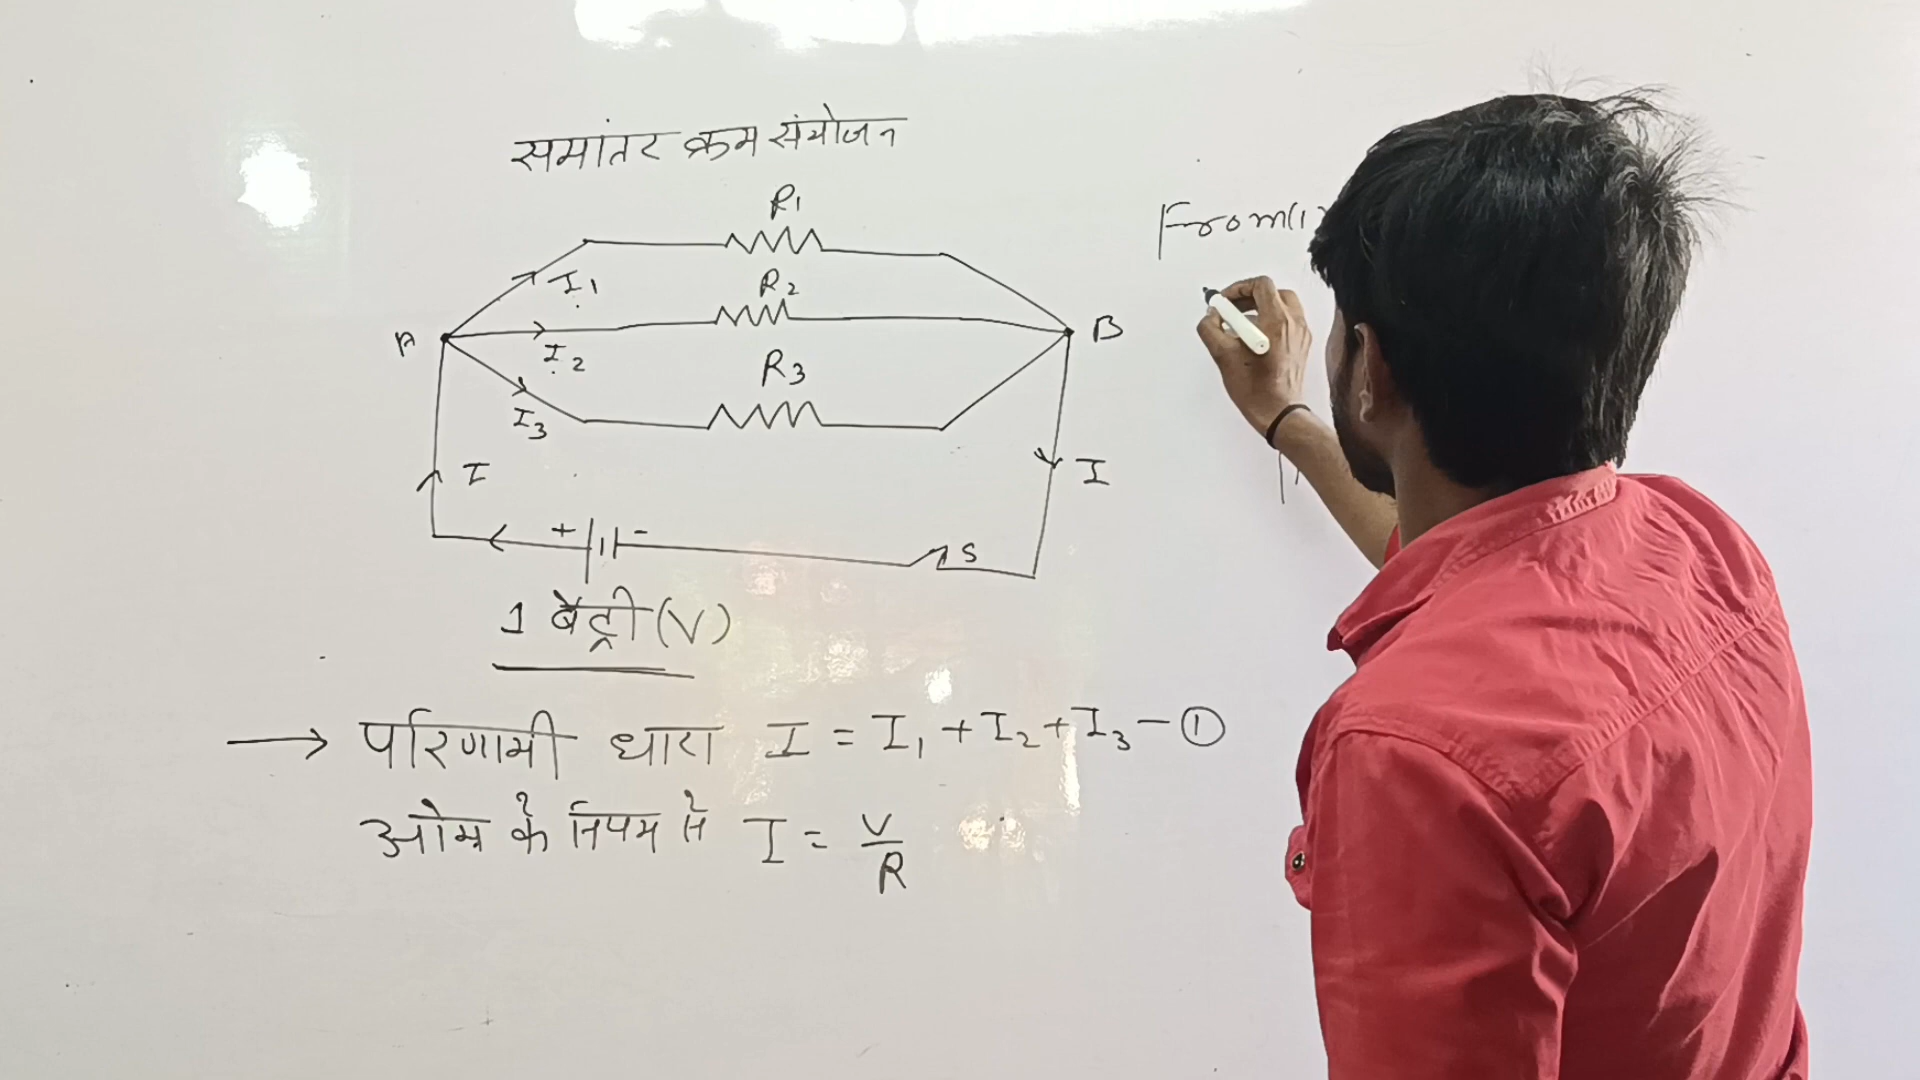 समांतर क्रम संयोजन
R1
I1
R2
A
B
I2
R3
I3
I
I
+ -
S
1 बैट्री (V)
→ परिणामी धारा I = I1 + I2 + I3 - ①
ओम के नियम से I = V/R
From (1)